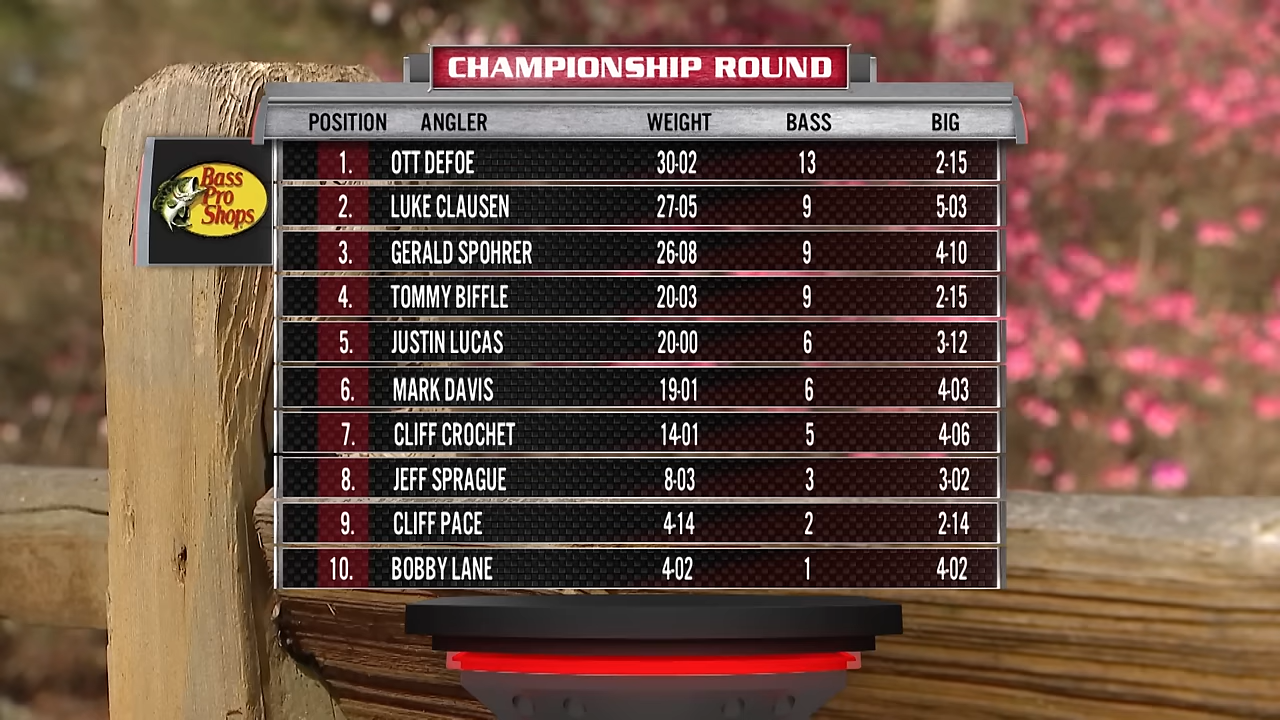 CHAMPIONSHIP ROUND
POSITION ANGLER WEIGHT BASS BIG
1. OTT DEFOE 30-02 13 2-15
Bass Pro Shops
2. LUKE CLAUSEN 27-05 9 5-03
3. GERALD SPOHRER 26-08 9 4-10
4. TOMMY BIFFLE 20-03 9 2-15
5. JUSTIN LUCAS 20-00 6 3-12
6. MARK DAVIS 19-01 6 4-03
7. CLIFF CROCHET 14-01 5 4-06
8. JEFF SPRAGUE 8-03 3 3-02
9. CLIFF PACE 4-14 2 2-14
10. BOBBY LANE 4-02 1 4-02